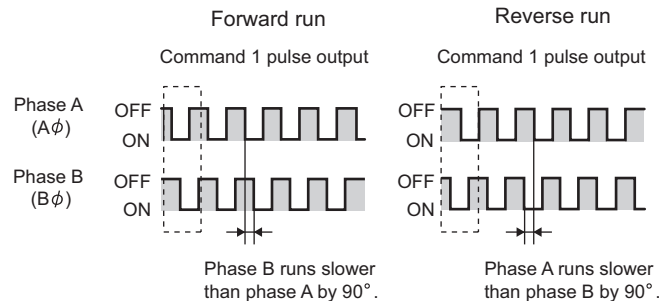 Forward run
Reverse run
Command 1 pulse output
Command 1 pulse output
Phase A
(Aϕ)
OFF
ON
OFF
ON
Phase B
(Bϕ)
OFF
ON
OFF
ON
Phase B runs slower
than phase A by 90°.
Phase A runs slower
than phase B by 90°.